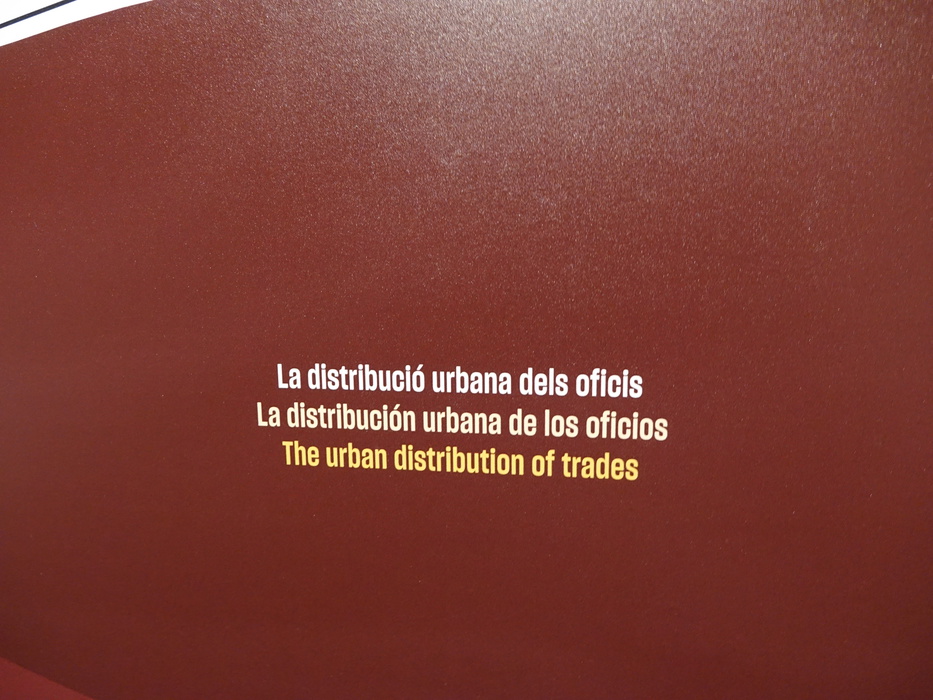 La distribució urbana dels oficis
La distribución urbana de los oficios
The urban distribution of trades